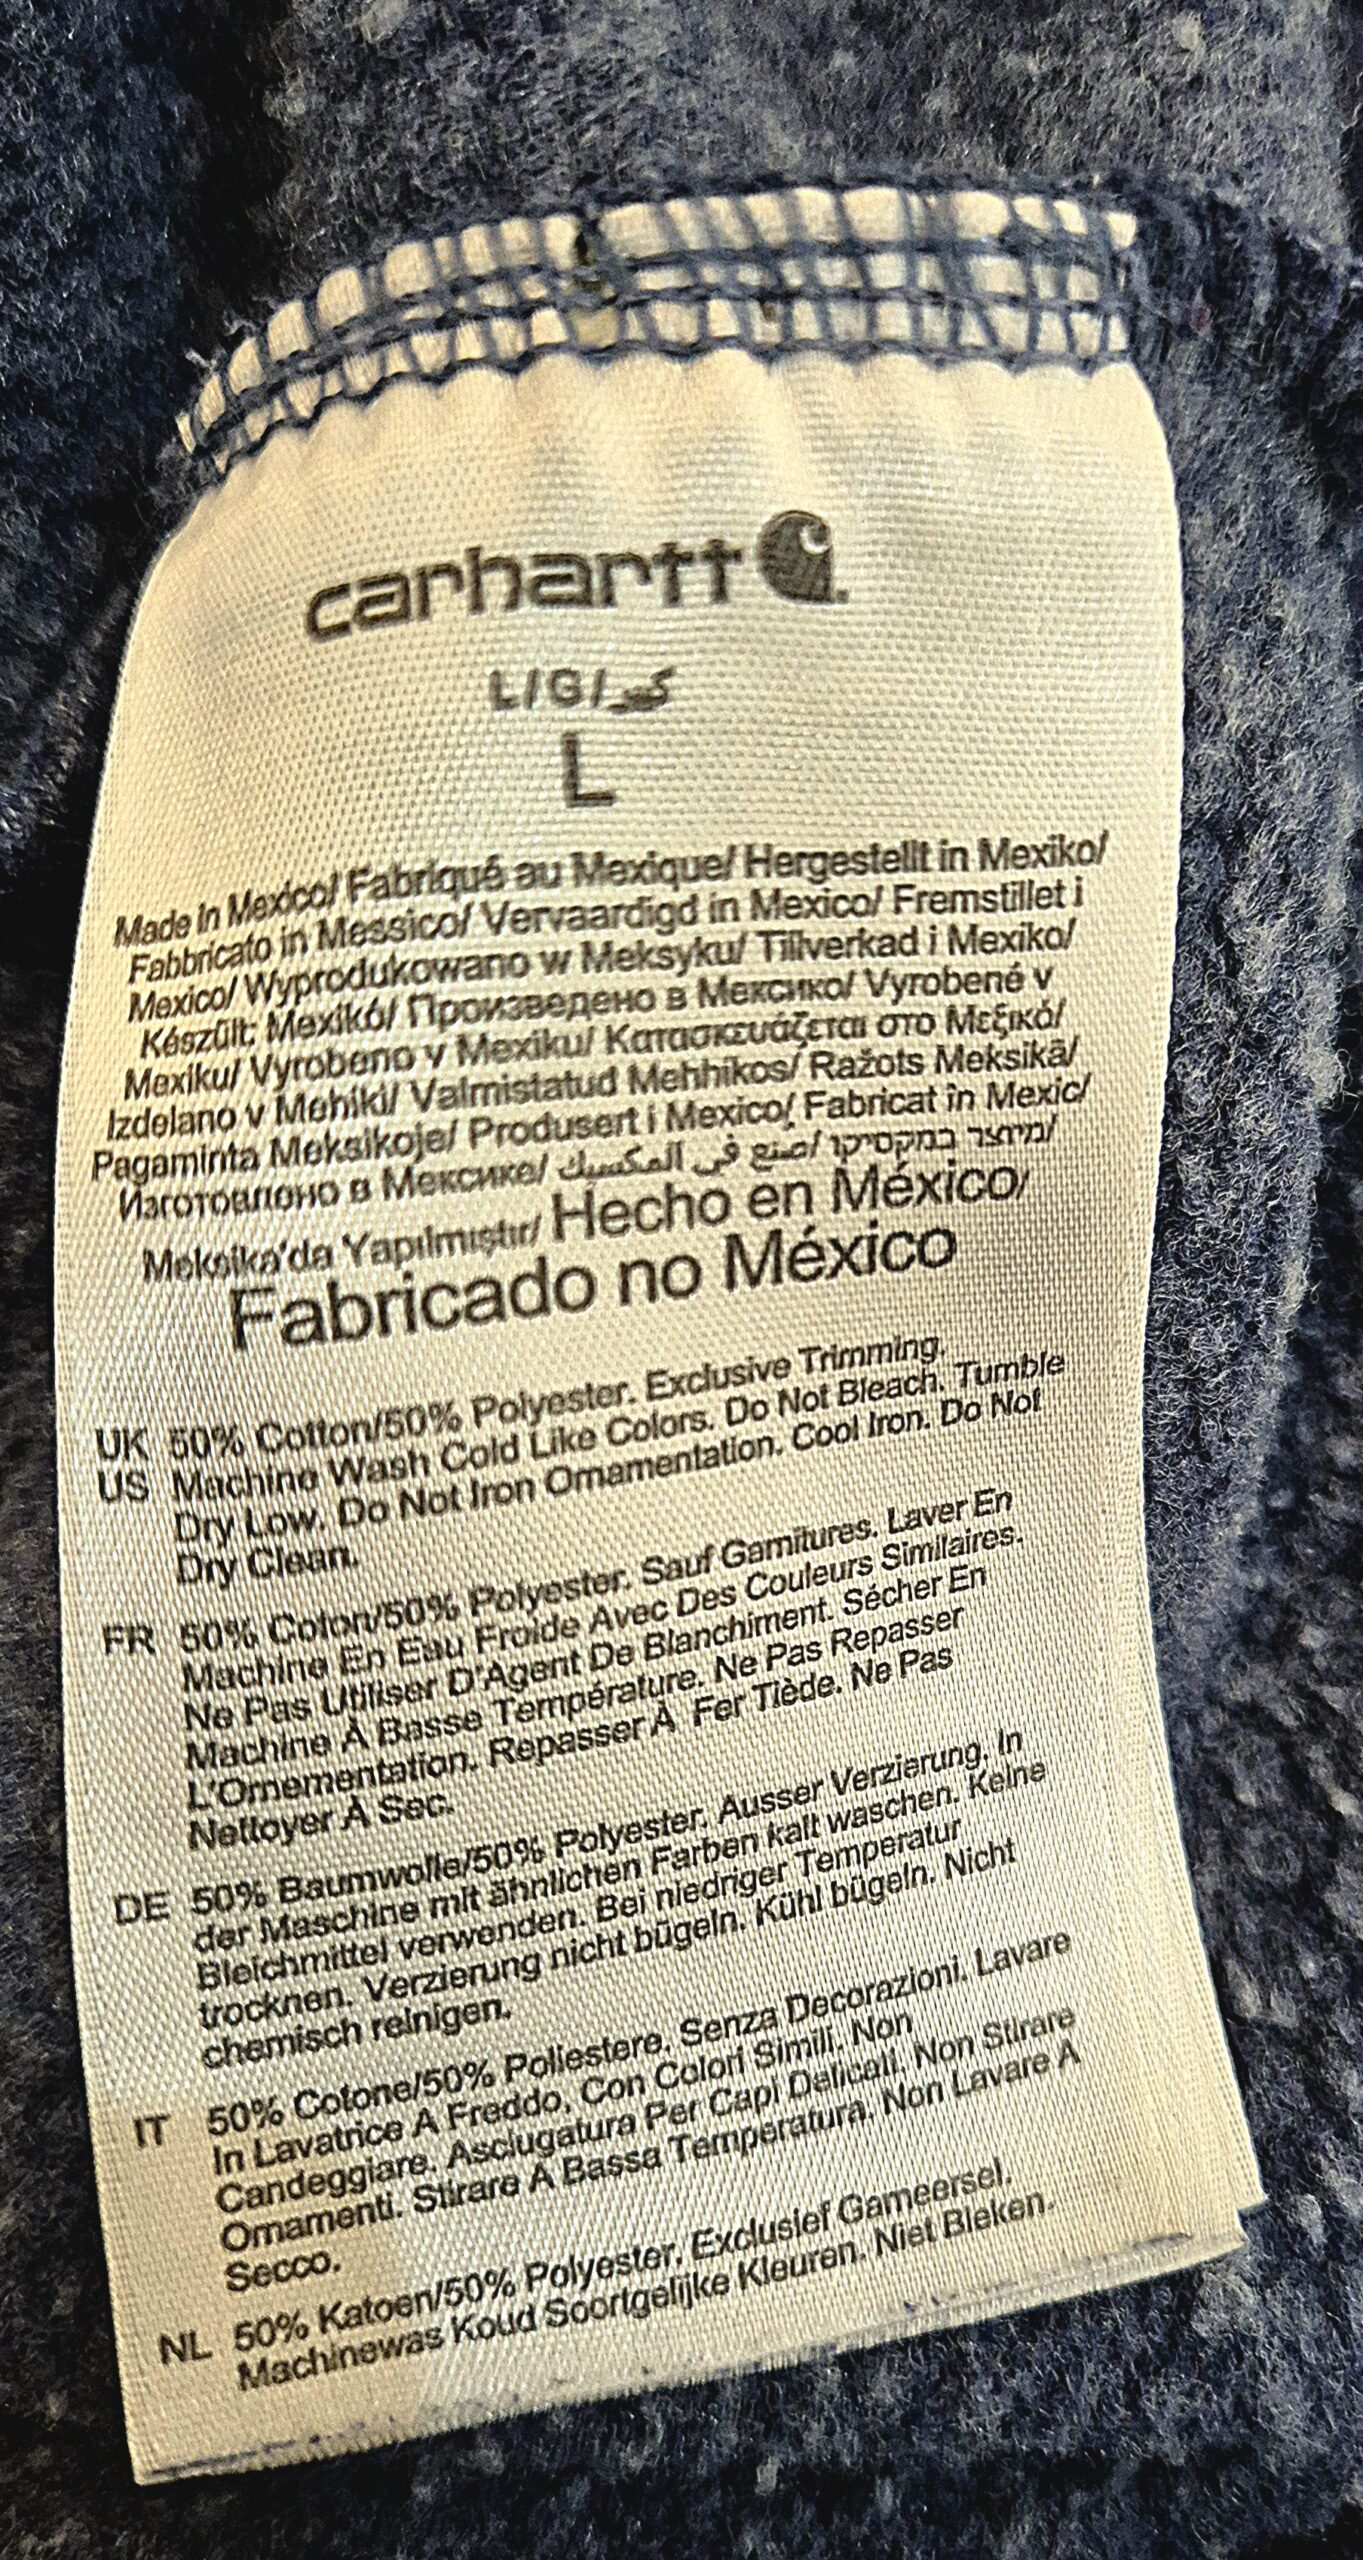 carhartt
L/G/كبير
L
Made in Mexico/ Fabriqué au Mexique/ Hergestellt in Mexiko/
Fabbricato in Messico/ Vervaardigd in Mexico/ Fremstillet i
Mexico/ Wyprodukowano w Meksyku/ Tillverkad i Mexiko/
Készült: Mexikó/ Произведено в Мексико/ Vyrobené v
Mexiku/ Vyrobeno v Mexiku/ Κατασκευάζεται στο Μεξικό/
Izdelano v Mehiki/ Valmistatud Mehhikos/ Ražots Meksikā/
Pagaminta Meksikoje/ Produsert i Mexico/ Fabricat în Mexic/
Изготовлено в Мексике/ צنع في المكسيك/ מיוצר במקסיקו/
Meksika'da Yapılmıştır/ Hecho en México/
Fabricado no México
UK 50% Cotton/50% Polyester. Exclusive Trimming.
US Machine Wash Cold Like Colors. Do Not Bleach. Tumble
Dry Low. Do Not Iron Ornamentation. Cool Iron. Do Not
Dry Clean.
FR 50% Coton/50% Polyester. Sauf Garnitures. Laver En
Machine En Eau Froide Avec Des Couleurs Similaires.
Ne Pas Utiliser D'Agent De Blanchiment. Sécher En
Machine À Basse Température. Ne Pas Repasser
L'Ornementation. Repasser À Fer Tiède. Ne Pas
Nettoyer À Sec.
DE 50% Baumwolle/50% Polyester. Ausser Verzierung. In
der Maschine mit ähnlichen Farben kalt waschen. Keine
Bleichmittel verwenden. Bei niedriger Temperatur
trocknen. Verzierung nicht bügeln. Kühl bügeln. Nicht
chemisch reinigen.
IT 50% Cotone/50% Poliestere. Senza Decorazioni. Lavare
In Lavatrice A Freddo, Con Colori Simili. Non
Candeggiare. Asciugatura Per Capi Delicati. Non Stirare
Ornamenti. Stirare A Bassa Temperatura. Non Lavare A
Secco.
NL 50% Katoen/50% Polyester. Exclusief Garneersel.
Machinewas Koud Soortgelijke Kleuren. Niet Bleken.